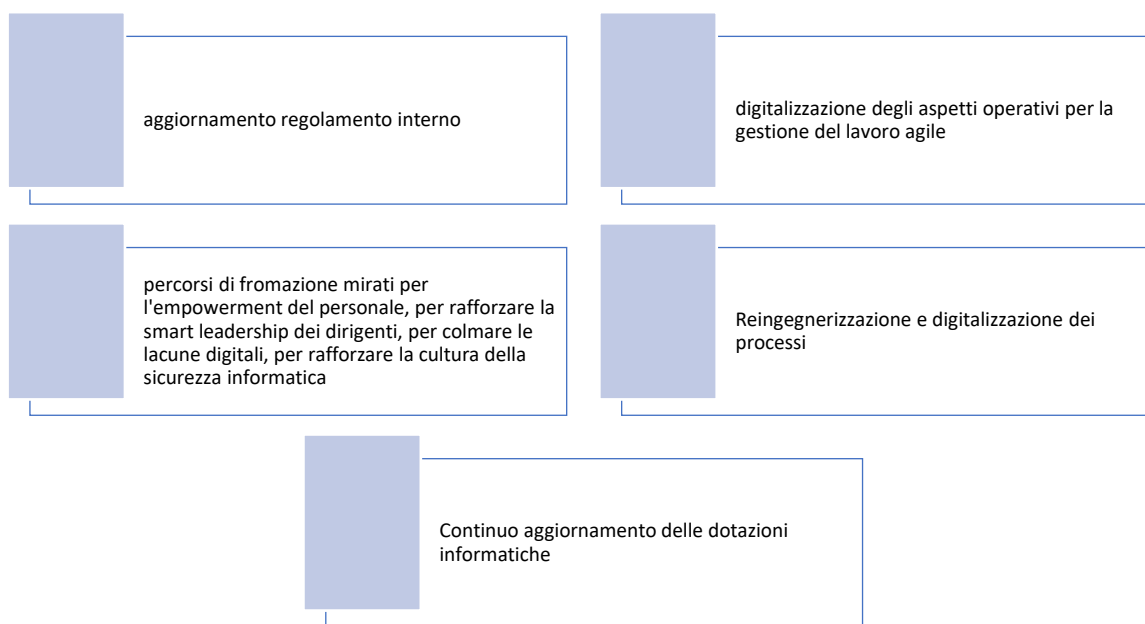 aggiornamento regolamento interno
digitalizzazione degli aspetti operativi per la
gestione del lavoro agile
percorsi di fromazione mirati per
l'empowerment del personale, per rafforzare la
smart leadership dei dirigenti, per colmare le
lacune digitali, per rafforzare la cultura della
sicurezza informatica
Reingegnerizzazione e digitalizzazione dei
processi
Continuo aggiornamento delle dotazioni
informatiche